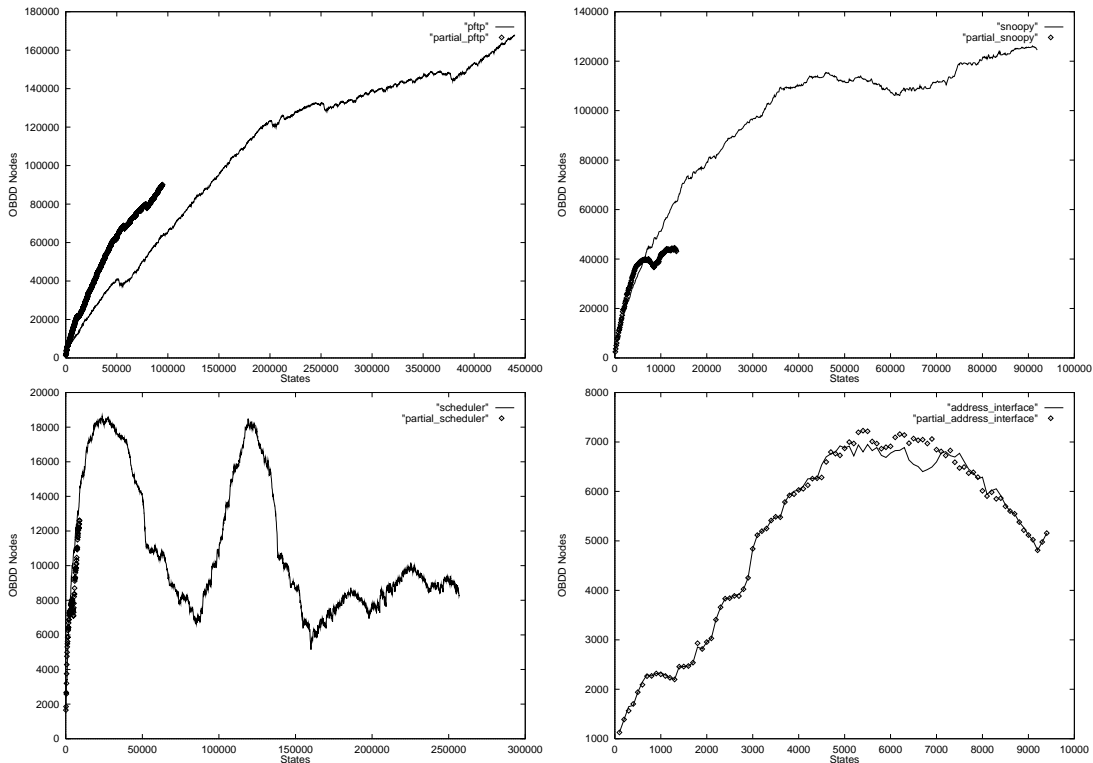 180000
160000
140000
120000
100000
80000
60000
40000
20000
0
OBDD Nodes
"pftp"
"partial_pftp"
0 50000 100000 150000 200000 250000 300000 350000 400000 450000
States
140000
120000
100000
80000
60000
40000
20000
0
OBDD Nodes
"snoopy"
"partial_snoopy"
0 10000 20000 30000 40000 50000 60000 70000 80000 90000 100000
States
20000
18000
16000
14000
12000
10000
8000
6000
4000
2000
0
OBDD Nodes
"scheduler"
"partial_scheduler"
0 50000 100000 150000 200000 250000 300000
States
8000
7000
6000
5000
4000
3000
2000
1000
OBDD Nodes
"address_interface"
"partial_address_interface"
0 1000 2000 3000 4000 5000 6000 7000 8000 9000 10000
States